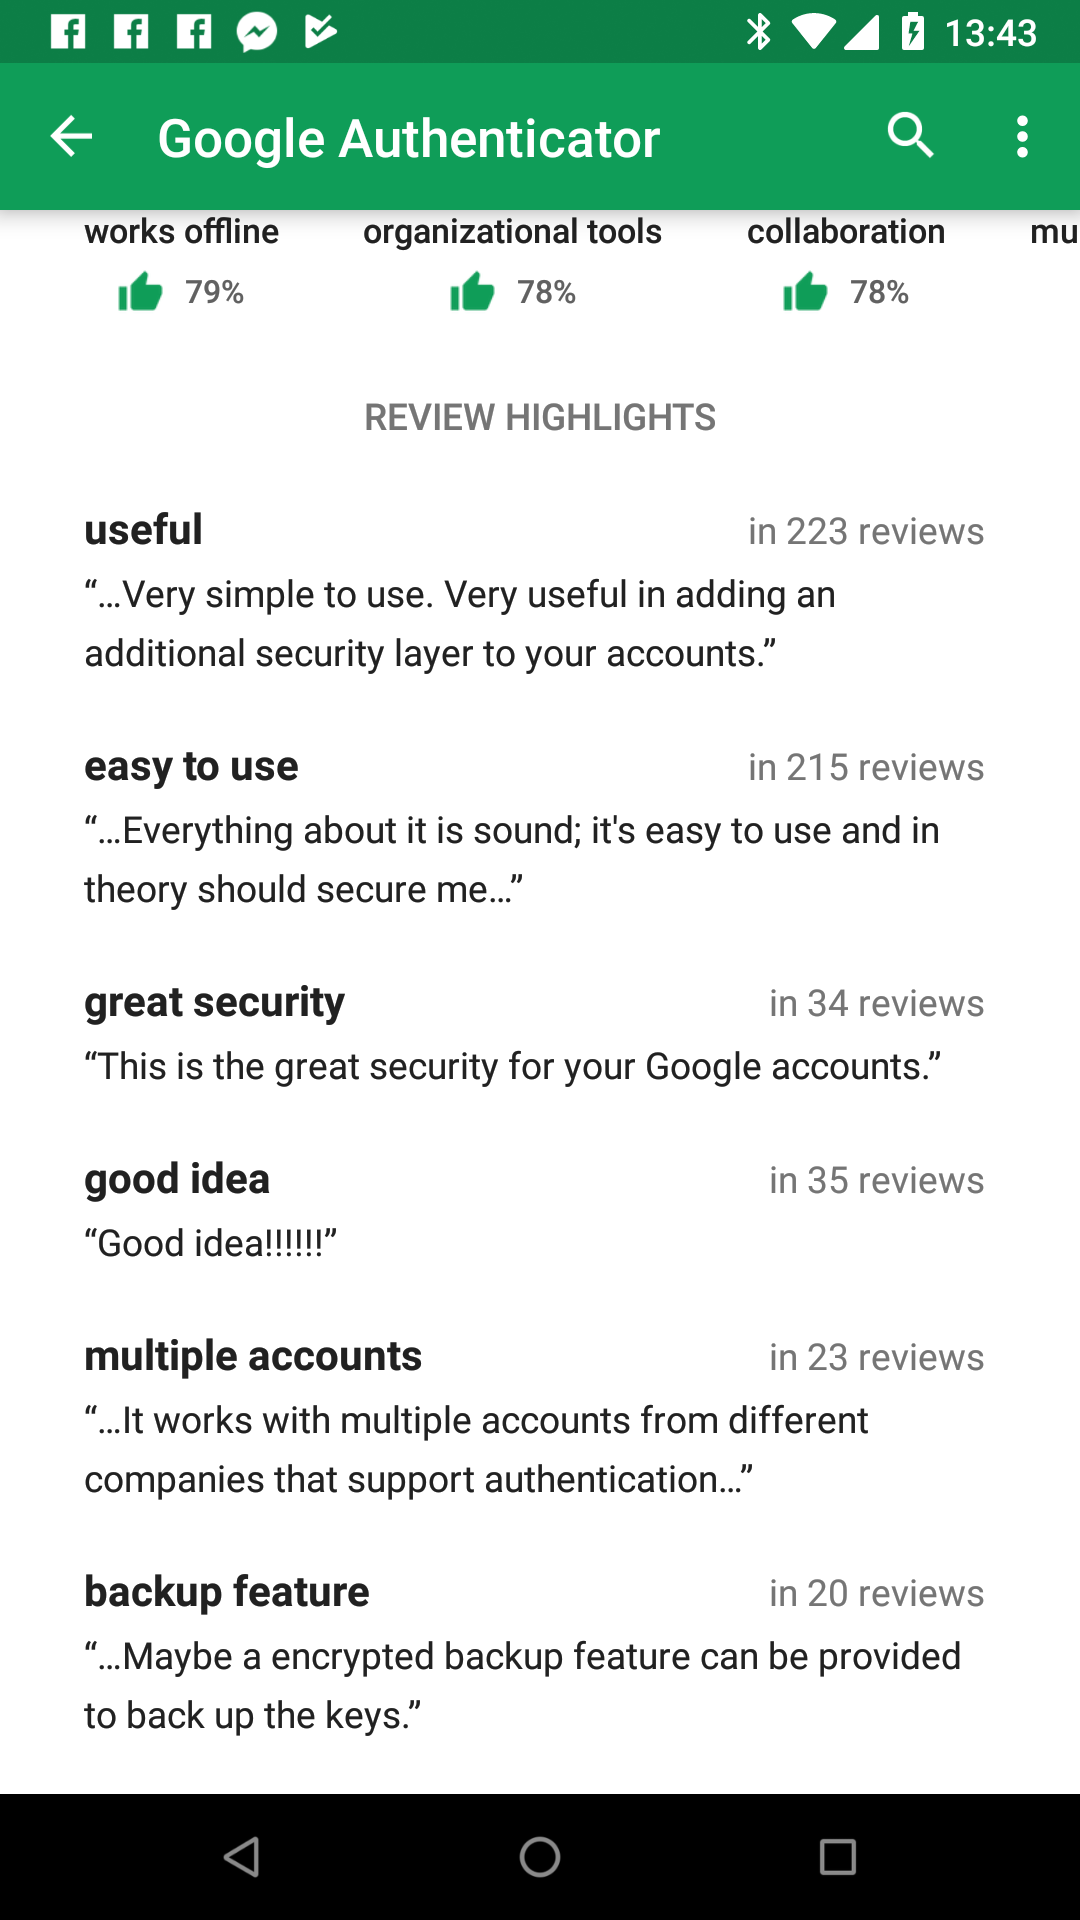 13:43
Google Authenticator
works offline organizational tools collaboration mu
79% 78% 78%
REVIEW HIGHLIGHTS
useful in 223 reviews
“…Very simple to use. Very useful in adding an
additional security layer to your accounts.”
easy to use in 215 reviews
“…Everything about it is sound; it's easy to use and in
theory should secure me…”
great security in 34 reviews
“This is the great security for your Google accounts.”
good idea in 35 reviews
“Good idea!!!!!!”
multiple accounts in 23 reviews
“…It works with multiple accounts from different
companies that support authentication…”
backup feature in 20 reviews
“…Maybe a encrypted backup feature can be provided
to back up the keys.”